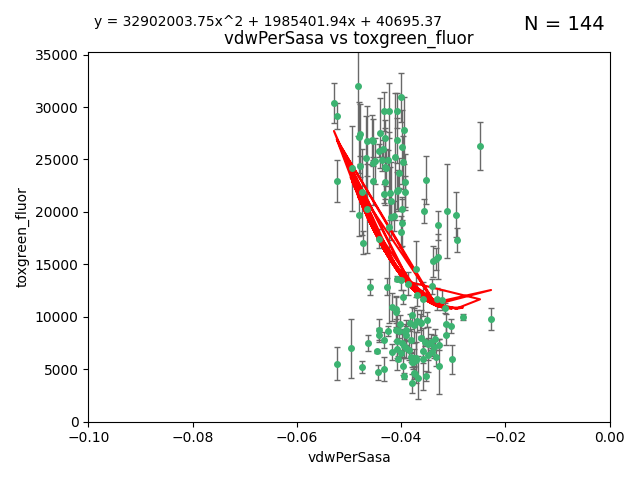 y = 32902003.75x^2 + 1985401.94x + 40695.37
N = 144
vdwPerSasa vs toxgreen_fluor
35000
30000
25000
20000
15000
10000
5000
0
toxgreen_fluor
−0.10 −0.08 −0.06 −0.04 −0.02 0.00
vdwPerSasa